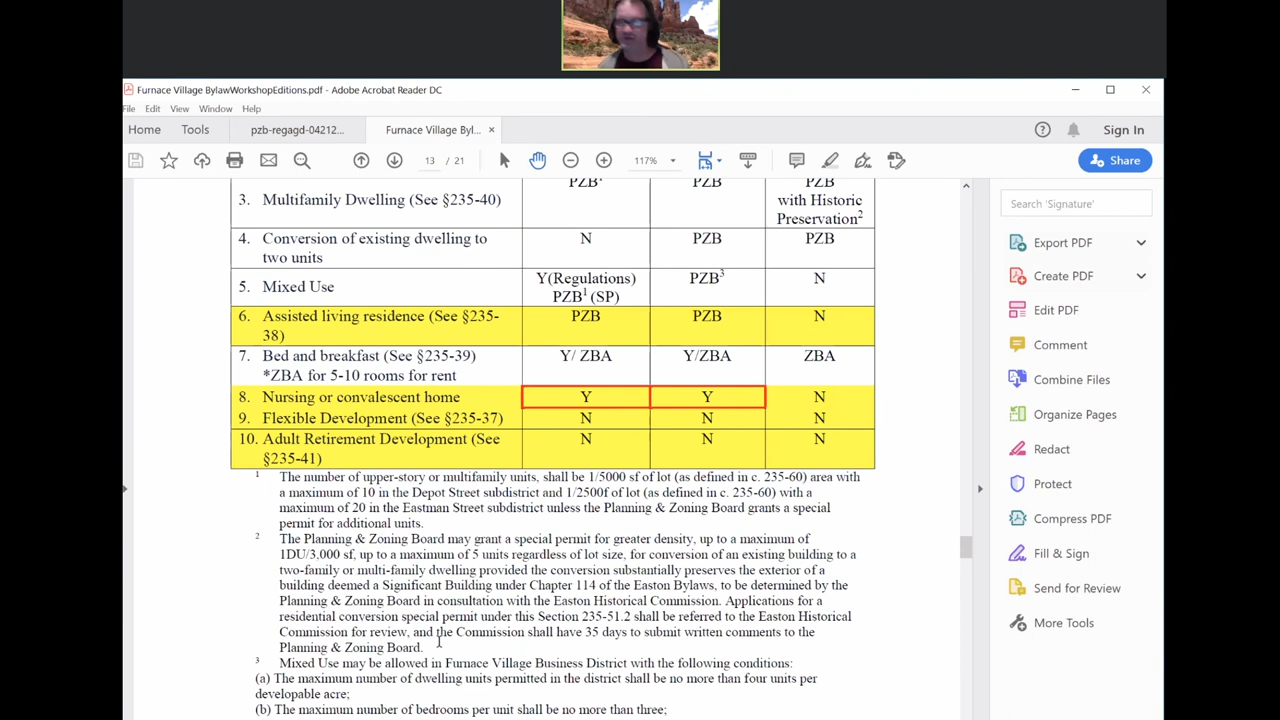 Furnace Village BylawWorkshopEditions.pdf - Adobe Acrobat Reader DC
File Edit View Window Help
Home Tools pzb-regagd-04212... Furnace Village Byl... × Sign In
13 / 21 117% Share
PZB¹ PZB PZB
3. Multifamily Dwelling (See §235-40) with Historic
Preservation²
4. Conversion of existing dwelling to N PZB PZB
two units
5. Mixed Use Y(Regulations) PZB³ N
PZB¹ (SP)
6. Assisted living residence (See §235- PZB PZB N
38)
7. Bed and breakfast (See §235-39) Y/ ZBA Y/ZBA ZBA
*ZBA for 5-10 rooms for rent
8. Nursing or convalescent home Y Y N
9. Flexible Development (See §235-37) N N N
10. Adult Retirement Development (See N N N
§235-41)
1 The number of upper-story or multifamily units, shall be 1/5000 sf of lot (as defined in c. 235-60) area with
a maximum of 10 in the Depot Street subdistrict and 1/2500f of lot (as defined in c. 235-60) with a
maximum of 20 in the Eastman Street subdistrict unless the Planning & Zoning Board grants a special
permit for additional units.
2 The Planning & Zoning Board may grant a special permit for greater density, up to a maximum of
1DU/3,000 sf, up to a maximum of 5 units regardless of lot size, for conversion of an existing building to a
two-family or multi-family dwelling provided the conversion substantially preserves the exterior of a
building deemed a Significant Building under Chapter 114 of the Easton Bylaws, to be determined by the
Planning & Zoning Board in consultation with the Easton Historical Commission. Applications for a
residential conversion special permit under this Section 235-51.2 shall be referred to the Easton Historical
Commission for review, and the Commission shall have 35 days to submit written comments to the
Planning & Zoning Board.
3 Mixed Use may be allowed in Furnace Village Business District with the following conditions:
(a) The maximum number of dwelling units permitted in the district shall be no more than four units per
developable acre;
(b) The maximum number of bedrooms per unit shall be no more than three;
Search 'Signature'
Export PDF
Create PDF
Edit PDF
Comment
Combine Files
Organize Pages
Redact
Protect
Compress PDF
Fill & Sign
Send for Review
More Tools